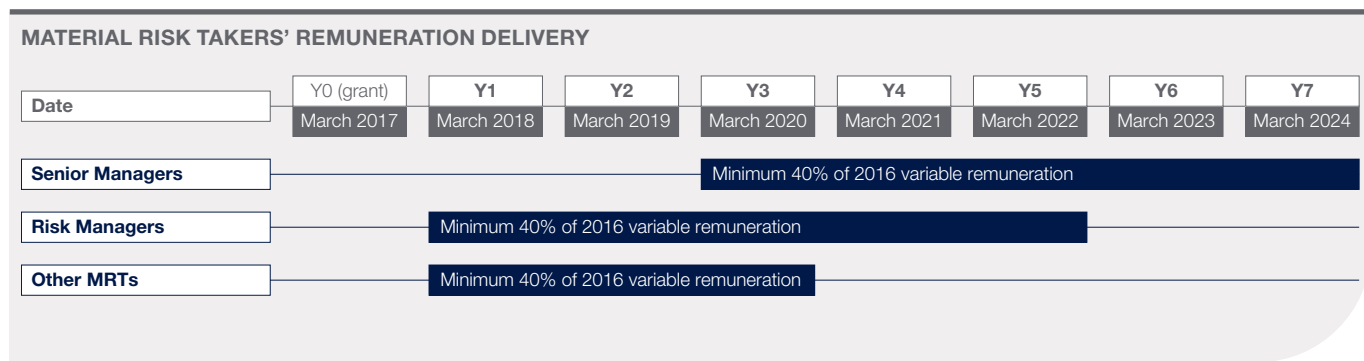 MATERIAL RISK TAKERS’ REMUNERATION DELIVERY
Date
Y0 (grant) Y1 Y2 Y3 Y4 Y5 Y6 Y7
March 2017 March 2018 March 2019 March 2020 March 2021 March 2022 March 2023 March 2024
Senior Managers Minimum 40% of 2016 variable remuneration
Risk Managers Minimum 40% of 2016 variable remuneration
Other MRTs Minimum 40% of 2016 variable remuneration